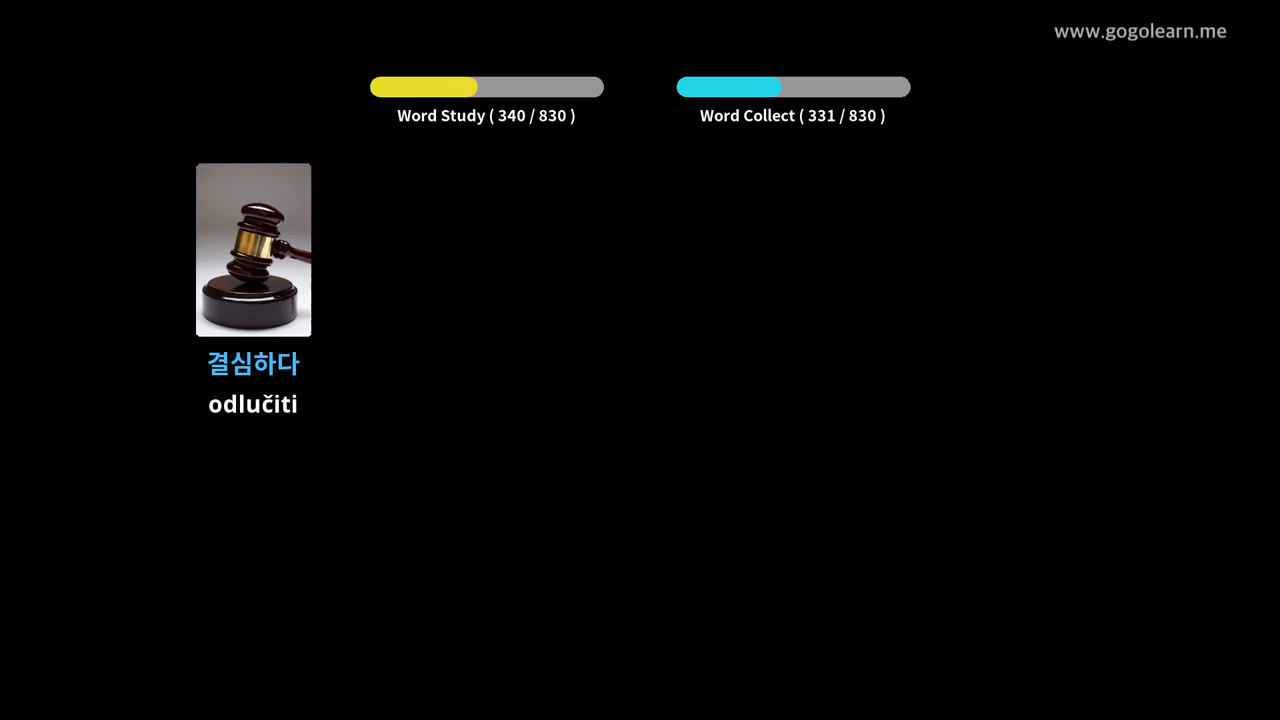 www.gogolearn.me
Word Study ( 340 / 830 )
Word Collect ( 331 / 830 )
결심하다
odlučiti